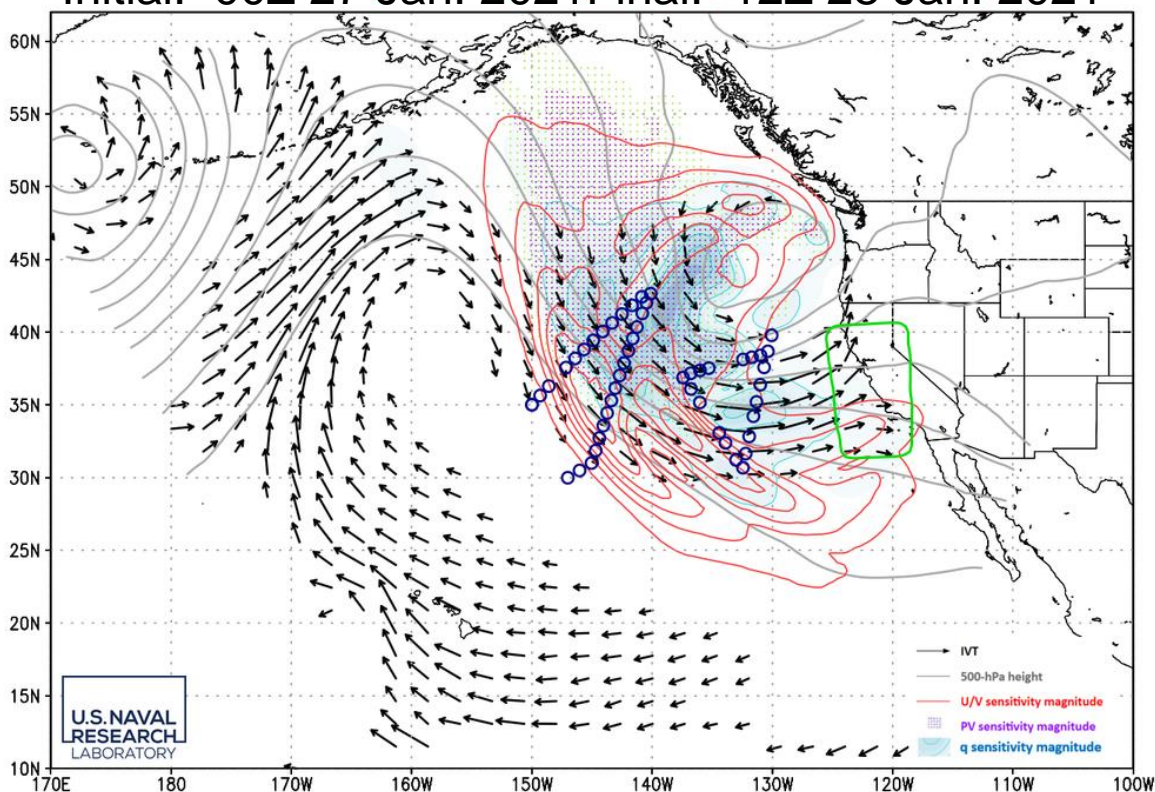 60N
55N
50N
45N
40N
35N
30N
25N
20N
15N
10N
170E
180
170W
160W
150W
140W
130W
120W
110W
100W
IVT
500-hPa height
U/V sensitivity magnitude
PV sensitivity magnitude
q sensitivity magnitude
U.S. NAVAL
RESEARCH
LABORATORY